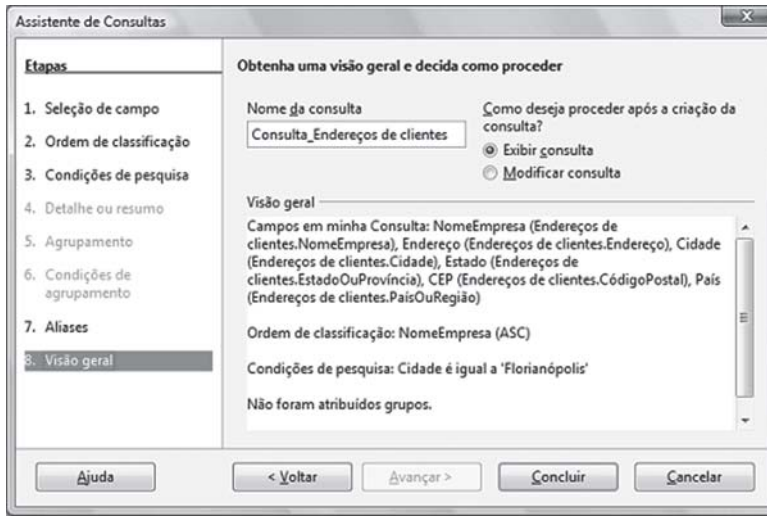 Assistente de Consultas
Etapas
1. Seleção de campo
2. Ordem de classificação
3. Condições de pesquisa
4. Detalhe ou resumo
5. Agrupamento
6. Condições de
agrupamento
7. Aliases
8. Visão geral
Obtenha uma visão geral e decida como proceder
Nome da consulta
Consulta_Endereços de clientes
Como deseja proceder após a criação da
consulta?
Exibir consulta
Modificar consulta
Visão geral
Campos em minha Consulta: NomeEmpresa (Endereços de
clientes.NomeEmpresa), Endereço (Endereços de clientes.Endereço), Cidade
(Endereços de clientes.Cidade), Estado (Endereços de
clientes.EstadoOuProvíncia), CEP (Endereços de clientes.CódigoPostal), País
(Endereços de clientes.PaísOuRegião)
Ordem de classificação: NomeEmpresa (ASC)
Condições de pesquisa: Cidade é igual a 'Florianópolis'
Não foram atribuídos grupos.
Ajuda
< Voltar
Avançar >
Concluir
Cancelar